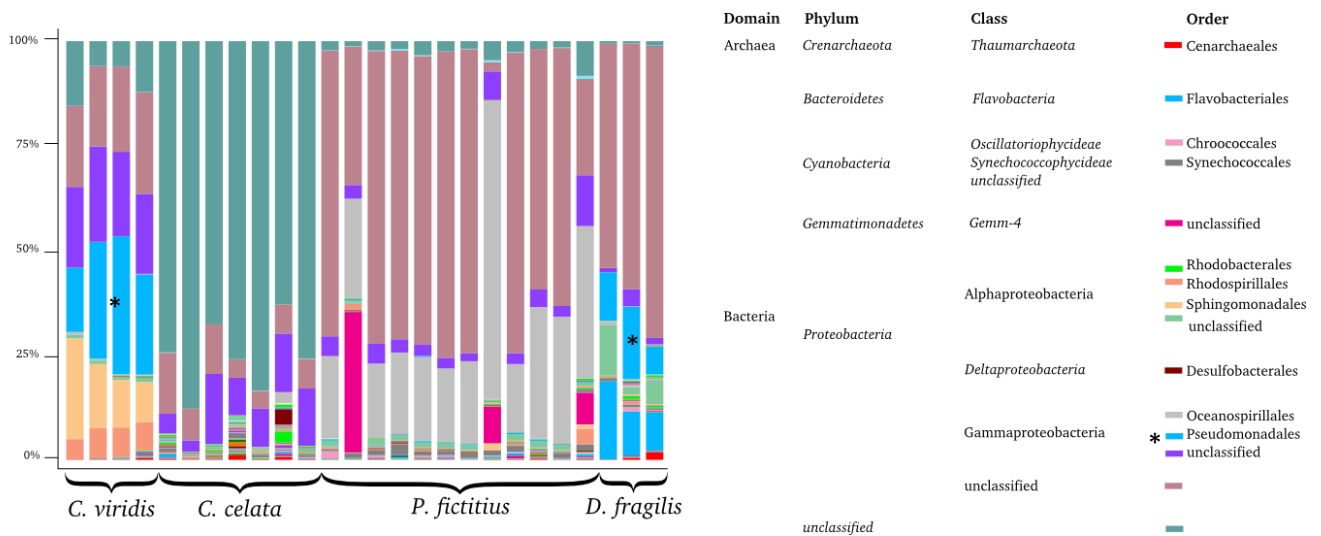 100%
75%
50%
25%
0%
*
*
C. viridis
C. celata
P. fictitius
D. fragilis
Domain Phylum Class Order
Archaea Crenarchaeota Thaumarchaeota Cenarchaeales
Bacteroidetes Flavobacteria Flavobacteriales
Oscillatoriophycideae Chroococcales
Cyanobacteria Synechococcophycideae Synechococcales
unclassified
Gemmatimonadetes Gemm-4 unclassified
Rhodobacterales
Rhodospirillales
Alphaproteobacteria Sphingomonadales
Bacteria unclassified
Proteobacteria
Deltaproteobacteria Desulfobacterales
Oceanospirillales
Gammaproteobacteria * Pseudomonadales
unclassified
unclassified
unclassified